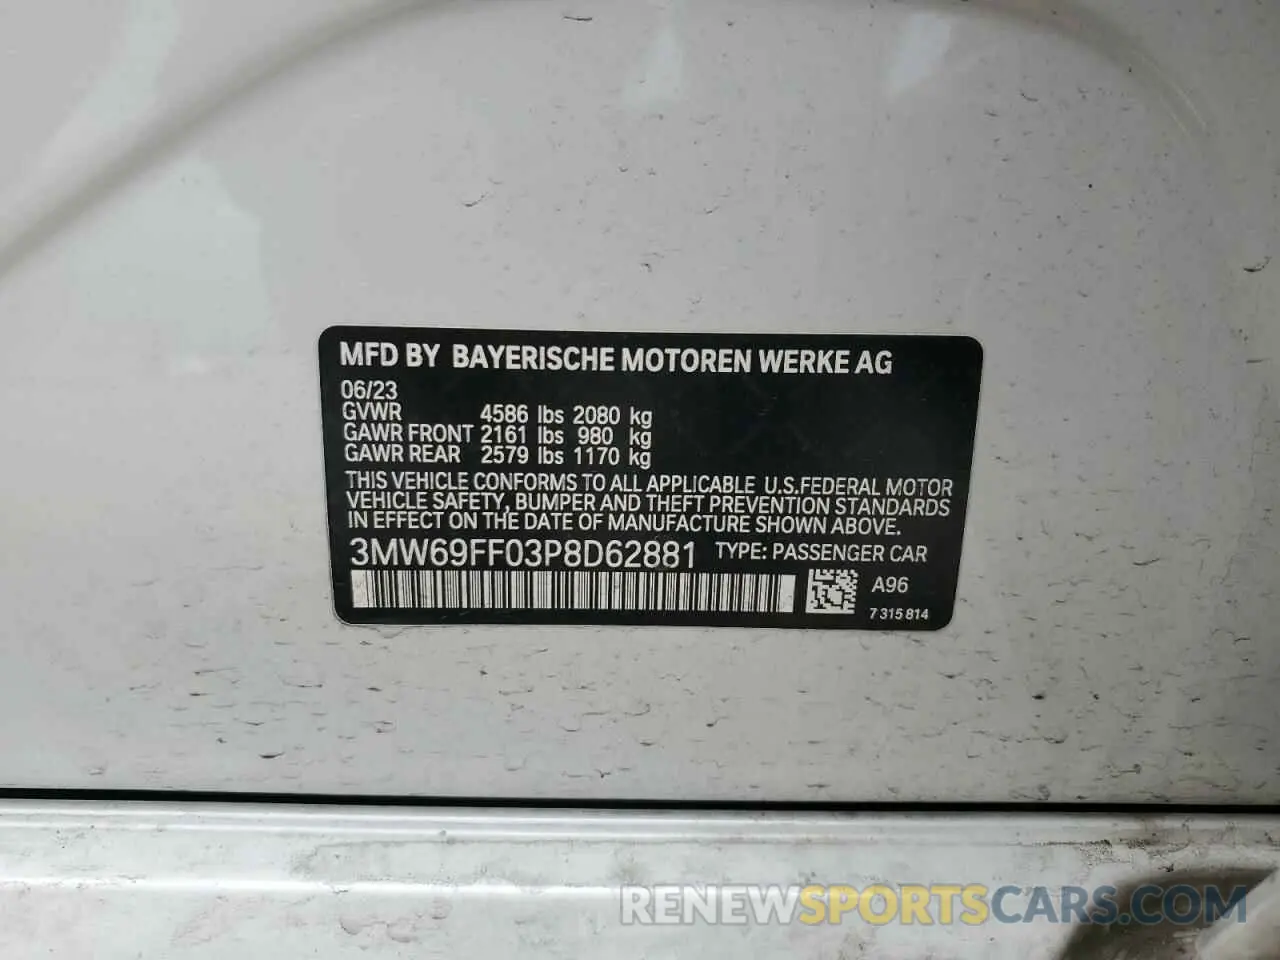 MFD BY BAYERISCHE MOTOREN WERKE AG
06/23
GVWR 4586 lbs 2080 kg
GAWR FRONT 2161 lbs 980 kg
GAWR REAR 2579 lbs 1170 kg
THIS VEHICLE CONFORMS TO ALL APPLICABLE U.S.FEDERAL MOTOR
VEHICLE SAFETY, BUMPER AND THEFT PREVENTION STANDARDS
IN EFFECT ON THE DATE OF MANUFACTURE SHOWN ABOVE.
3MW69FF03P8D62881 TYPE: PASSENGER CAR
A96
7 315 814
RENEWSPORTSCARS.COM